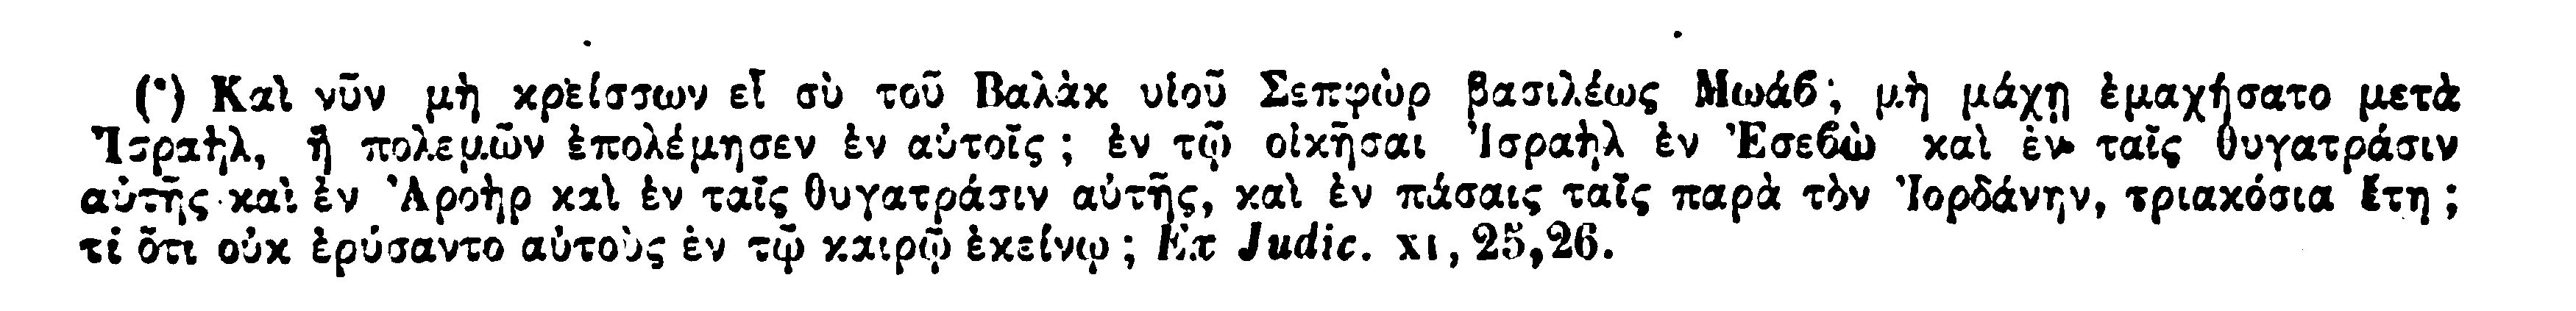 (*) Καὶ νῦν μὴ κρείσσων εἶ σὺ τοῦ Βαλὰκ υἱοῦ Σεπφὼρ βασιλέως Μωάϐ; μὴ μάχῃ ἐμαχήσατο μετὰ
Ἰσραὴλ, ἢ πολεμῶν ἐπολέμησεν ἐν αὐτοῖς; ἐν τῷ οἰκῆσαι Ἰσραὴλ ἐν Ἐσεϐὼ καὶ ἐν ταῖς θυγατράσιν
αὐτῆς καὶ ἐν Ἀροὴρ καὶ ἐν ταῖς θυγατράσιν αὐτῆς, καὶ ἐν πάσαις ταῖς παρὰ τὸν Ἰορδάνην, τριακόσια ἔτη;
τί ὅτι οὐκ ἐρύσαντο αὐτοὺς ἐν τῷ καιρῷ ἐκείνῳ; Ex Judic. XI, 25,26.